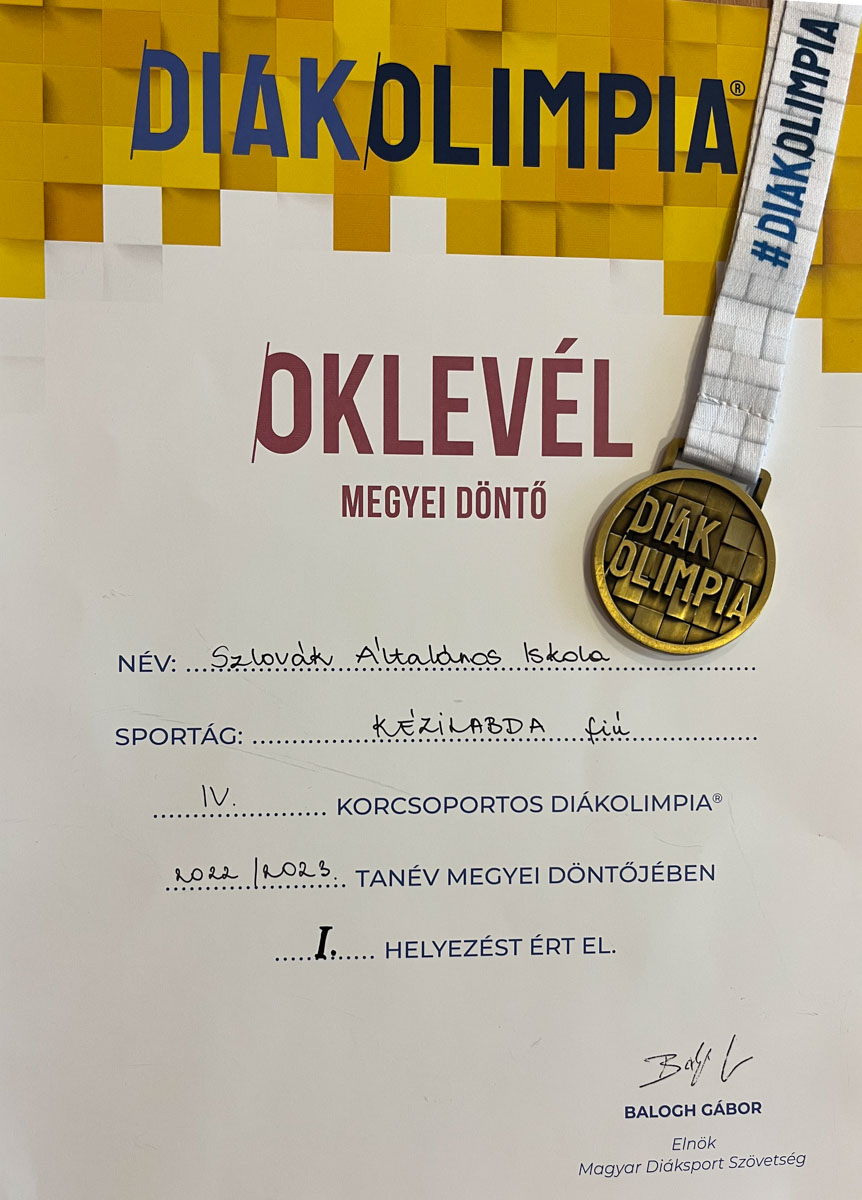 DIÁKOLIMPIA®
#DIÁKOLIMPIA
OKLEVÉL
MEGYEI DÖNTŐ
DIÁK
OLIMPIA
NÉV: Szlovák Általános Iskola
SPORTÁG: KÉZILABDA fiú
IV. KORCSOPORTOS DIÁKOLIMPIA®
2022/2023. TANÉV MEGYEI DÖNTŐJÉBEN
I. HELYEZÉST ÉRT EL.
BALOGH GÁBOR
Elnök
Magyar Diáksport Szövetség